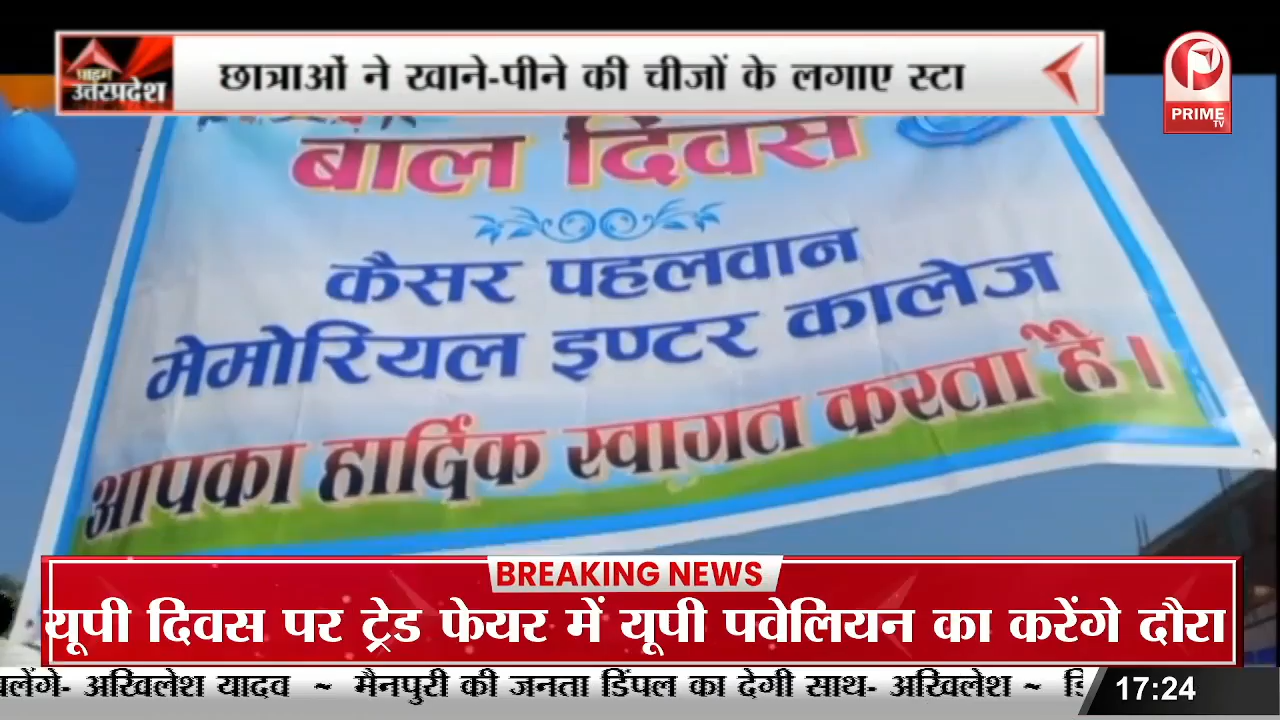 प्राइम
उत्तरप्रदेश
छात्राओं ने खाने-पीने की चीजों के लगाए स्टा
PRIME
TV
बाल दिवस
कैसर पहलवान
मेमोरियल इण्टर कालेज
आपका हार्दिक स्वागत करता हैै।
BREAKING NEWS
यूपी दिवस पर ट्रेड फेयर में यूपी पवेलियन का करेंगे दौरा
अखिलेश यादव ~ मैनपुरी की जनता डिंपल का देगी साथ- अखिलेश ~
17:24